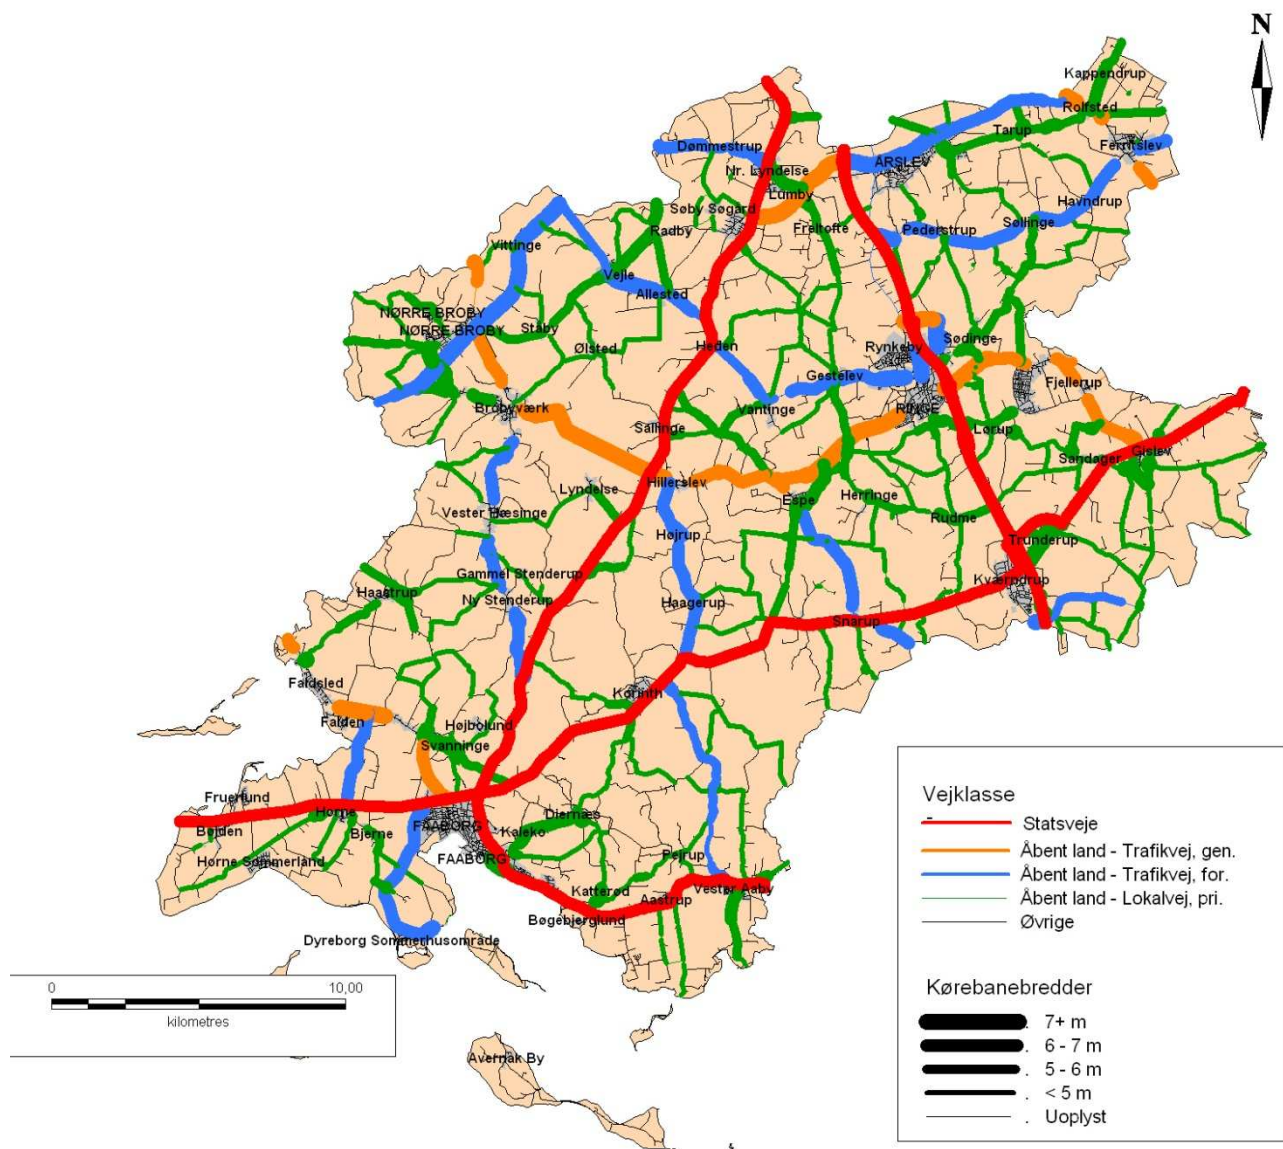 N
Kappendrup
Rolfsted
Tarup
Ferritslev
Dømmestrup
ARSLEV
Nr. Lyndelse
Lumby
Havndrup
Søby Søgård
Søllinge
Freltofte
Pederstrup
Radby
Vittinge
Vejle
Allested
NØRRE BROBY
NØRRE BROBY
Staby
Sødinge
Heden
Rynkeby
Ølsted
Gestelev
Fjellerup
Brobyværk
Vantinge
RINGE
Sallinge
Lørup
Gislev
Sandager
Hillerslev
Lyndelse
Espe
Herringe
Vester Hæsinge
Rudme
Højrup
Trunderup
Gammel Stenderup
Kværndrup
Haastrup
Ny Stenderup
Haagerup
Snarup
Faldsled
Korinth
Falden
Højbolund
Svanninge
Fruerlund
Horne
Diernæs
Bøjden
Bjerne
FAABORG
Kaleko
Hørne Sommerland
FAABORG
Pejrup
Katterød
Vester Aaby
Aastrup
Bøgebjerglund
Dyreborg Sommerhusområde
Avernak By
0 10,00
kilometres
Vejklasse
Statsveje
Åbent land - Trafikvej, gen.
Åbent land - Trafikvej, for.
Åbent land - Lokalvej, pri.
Øvrige
Kørebanebredder
. 7+ m
. 6 - 7 m
. 5 - 6 m
. < 5 m
. Uoplyst